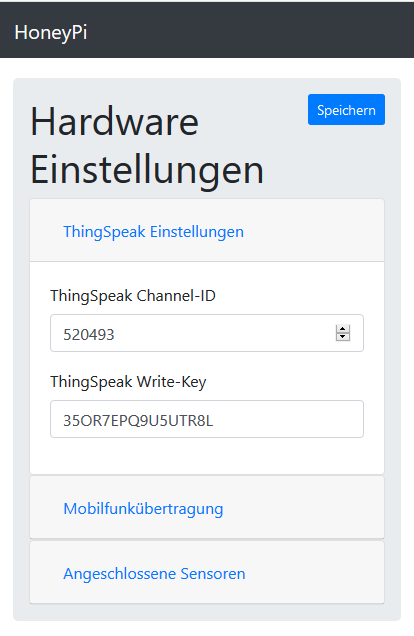 HoneyPi
Hardware
Einstellungen
Speichern
ThingSpeak Einstellungen
ThingSpeak Channel-ID
520493
ThingSpeak Write-Key
35OR7EPQ9U5UTR8L
Mobilfunkübertragung
Angeschlossene Sensoren